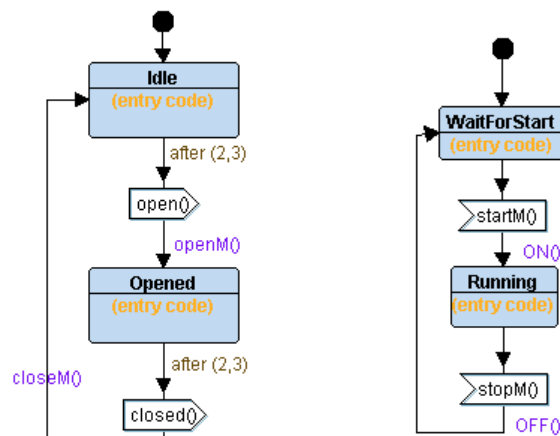 Idle
(entry code)
after (2,3)
open()
openM()
Opened
(entry code)
after (2,3)
closeM()
closed()
WaitForStart
(entry code)
startM()
ON()
Running
(entry code)
stopM()
OFF()